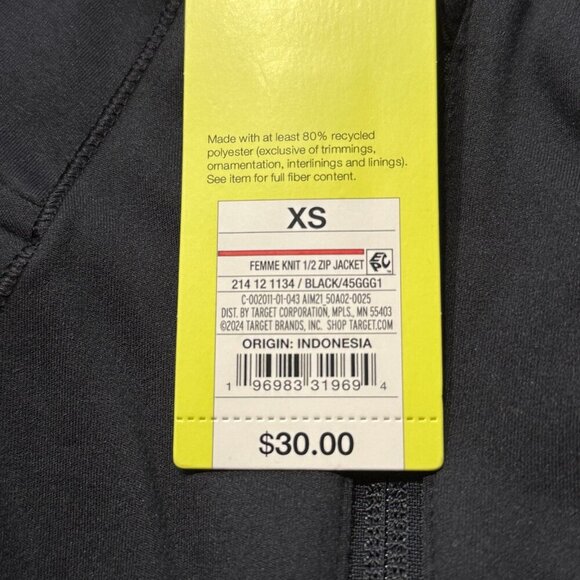 Made with at least 80% recycled
polyester (exclusive of trimmings,
ornamentation, interlinings and linings).
See item for full fiber content.
XS
FEMME KNIT 1/2 ZIP JACKET
214 12 1134 / BLACK/45GGG1
C-002011-01-043 AIM21_50A02-0025
DIST. BY TARGET CORPORATION, MPLS., MN 55403
©2024 TARGET BRANDS, INC. SHOP TARGET.COM
ORIGIN: INDONESIA
1 96983 31969 4
$30.00